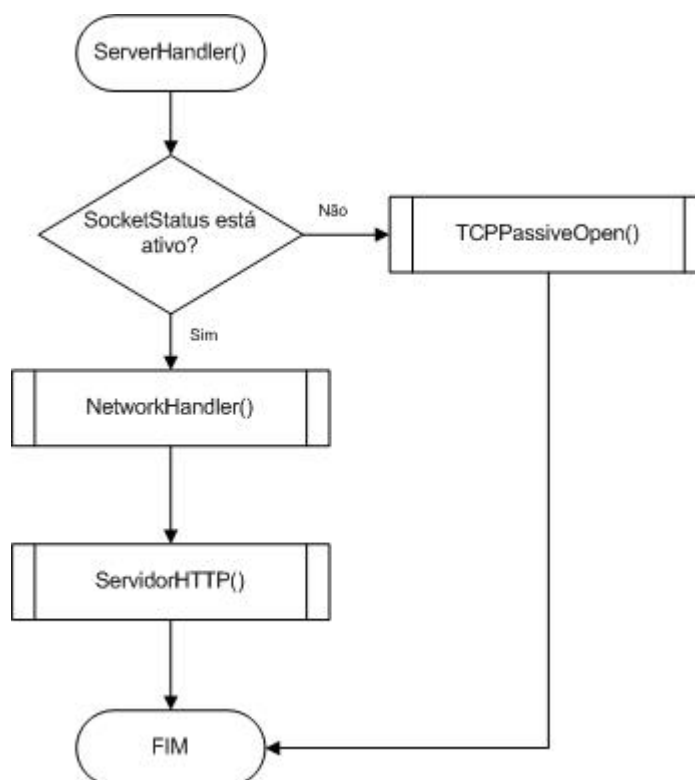 ServerHandler()
SocketStatus está
ativo?
Não
TCPPassiveOpen()
Sim
NetworkHandler()
ServidorHTTP()
FIM